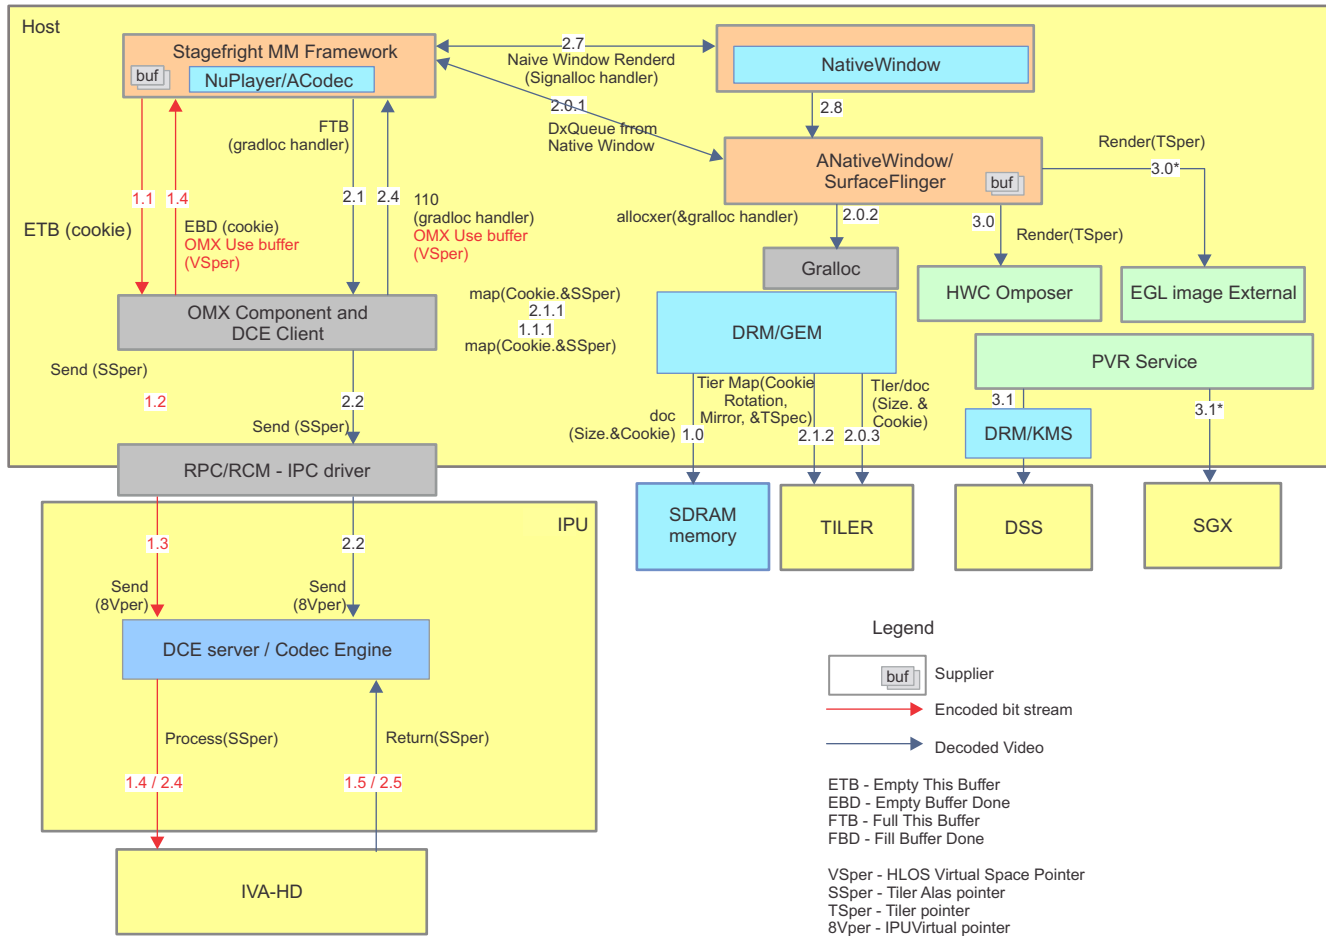 Host
Stagefright MM Framework
buf
NuPlayer/ACodec
2.7
Naive Window Renderd
(Signalloc handler)
NativeWindow
2.0.1
DxQueue frrom
Native Window
2.8
FTB
(gradloc handler)
ANativeWindow/
SurfaceFlinger
buf
Render(TSper)
3.0*
1.1
1.4
2.1
2.4
ETB (cookie)
EBD (cookie)
OMX Use buffer
(VSper)
110
(gradloc handler)
OMX Use buffer
(VSper)
allocxer(&gralloc handler)
2.0.2
3.0
Render(TSper)
Gralloc
HWC Omposer
EGL image External
OMX Component and
DCE Client
map(Cookie.&SSper)
2.1.1
1.1.1
map(Cookie.&SSper)
DRM/GEM
PVR Service
Send (SSper)
1.2
2.2
Send (SSper)
doc
(Size.&Cookie)
1.0
Tier Map(Cookie
Rotation,
Mirror, &TSpec)
2.1.2
TIer/doc
(Size. &
Cookie)
2.0.3
3.1
DRM/KMS
3.1*
RPC/RCM - IPC driver
SDRAM
memory
TILER
DSS
SGX
IPU
1.3
2.2
Send
(8Vper)
Send
(8Vper)
DCE server / Codec Engine
Process(SSper)
Return(SSper)
1.4 / 2.4
1.5 / 2.5
IVA-HD
Legend
buf
Supplier
Encoded bit stream
Decoded Video
ETB - Empty This Buffer
EBD - Empty Buffer Done
FTB - Full This Buffer
FBD - Fill Buffer Done
VSper - HLOS Virtual Space Pointer
SSper - Tiler Alas pointer
TSper - Tiler pointer
8Vper - IPUVirtual pointer